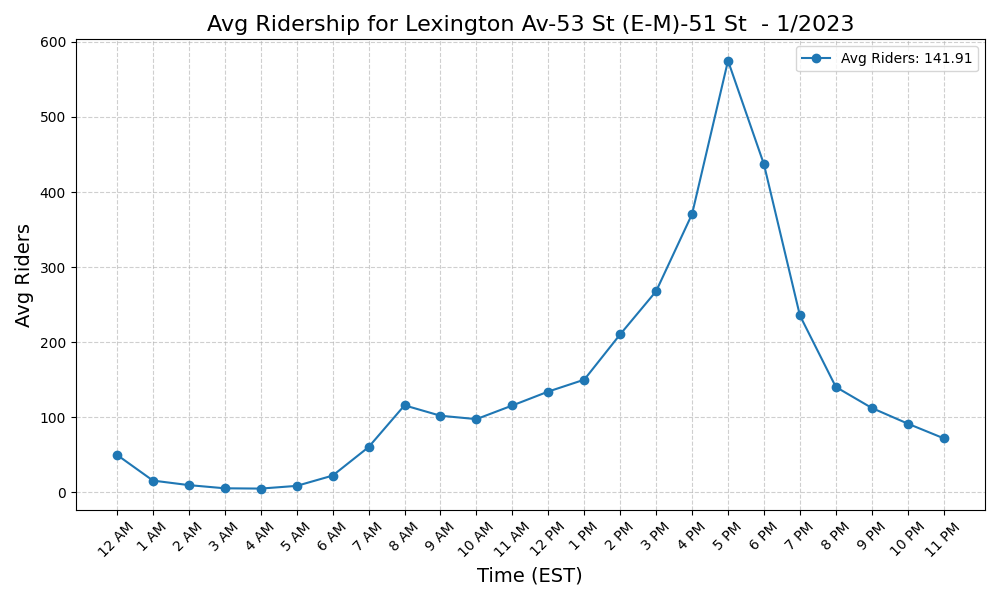 Avg Ridership for Lexington Av-53 St (E-M)-51 St  - 1/2023
Avg Riders: 141.91
Avg Riders
600
500
400
300
200
100
0
12 AM
1 AM
2 AM
3 AM
4 AM
5 AM
6 AM
7 AM
8 AM
9 AM
10 AM
11 AM
12 PM
1 PM
2 PM
3 PM
4 PM
5 PM
6 PM
7 PM
8 PM
9 PM
10 PM
11 PM
Time (EST)